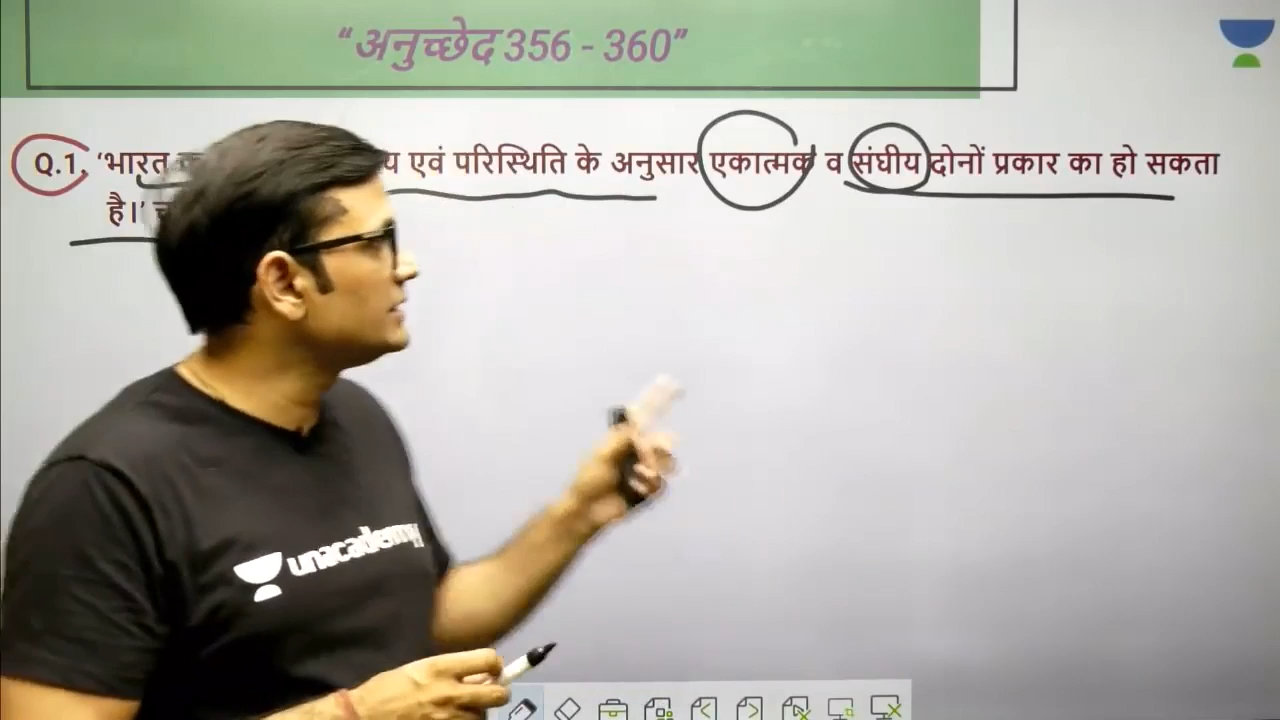 “अनुच्छेद 356 - 360”
Q.1. ‘भारत एवं परिस्थिति के अनुसार एकात्मक व संघीय दोनों प्रकार का हो सकता
है।’
unacademy